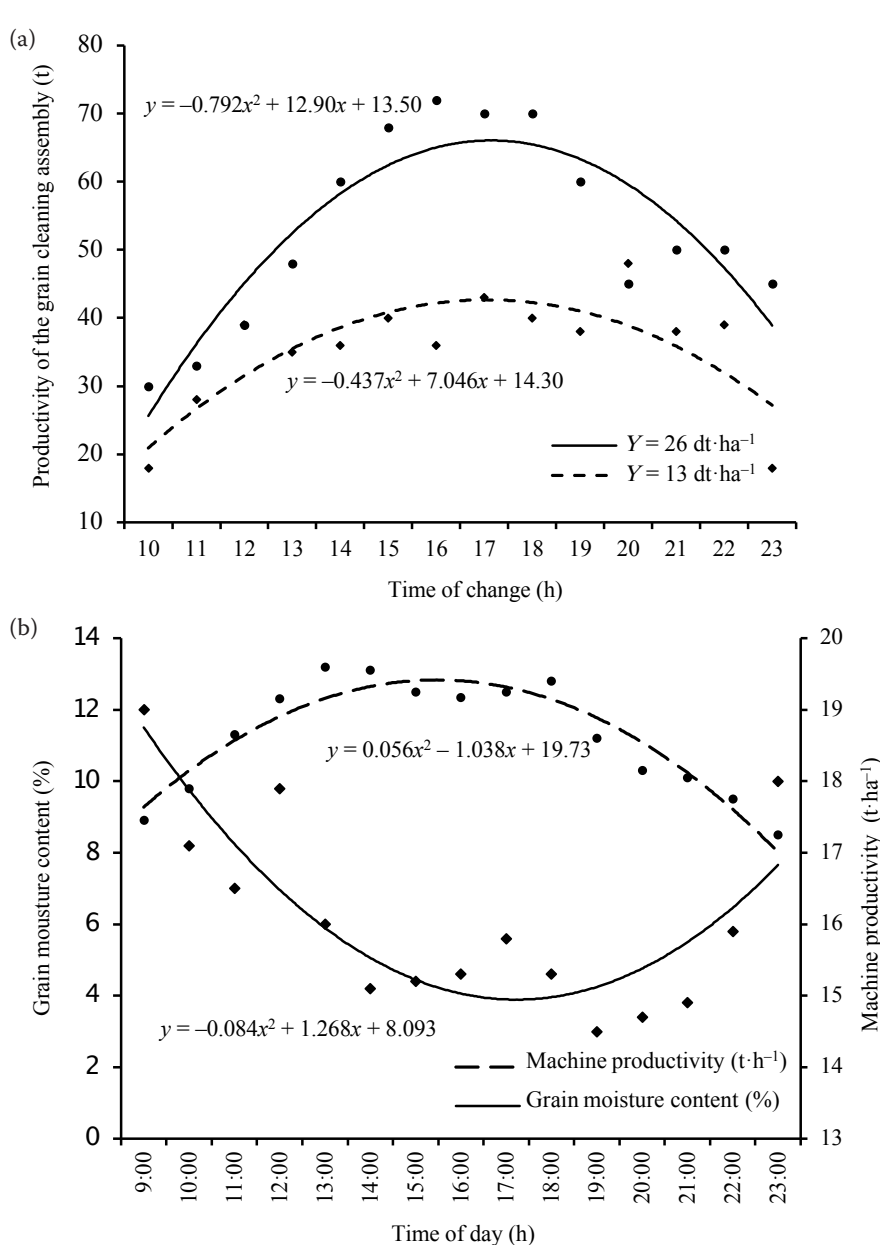 (a)
Productivity of the grain cleaning assembly (t)
80
70
60
50
40
30
20
10
y = –0.792x² + 12.90x + 13.50
y = –0.437x² + 7.046x + 14.30
Y = 26 dt·ha⁻¹
Y = 13 dt·ha⁻¹
10 11 12 13 14 15 16 17 18 19 20 21 22 23
Time of change (h)
(b)
Grain mousture content (%)
14
12
10
8
6
4
2
0
y = 0.056x² – 1.038x + 19.73
y = –0.084x² + 1.268x + 8.093
Machine productivity (t·h⁻¹)
Grain moisture content (%)
20
19
18
17
16
15
14
13
Machine productivity (t·ha⁻¹)
9:00 10:00 11:00 12:00 13:00 14:00 15:00 16:00 17:00 18:00 19:00 20:00 21:00 22:00 23:00
Time of day (h)